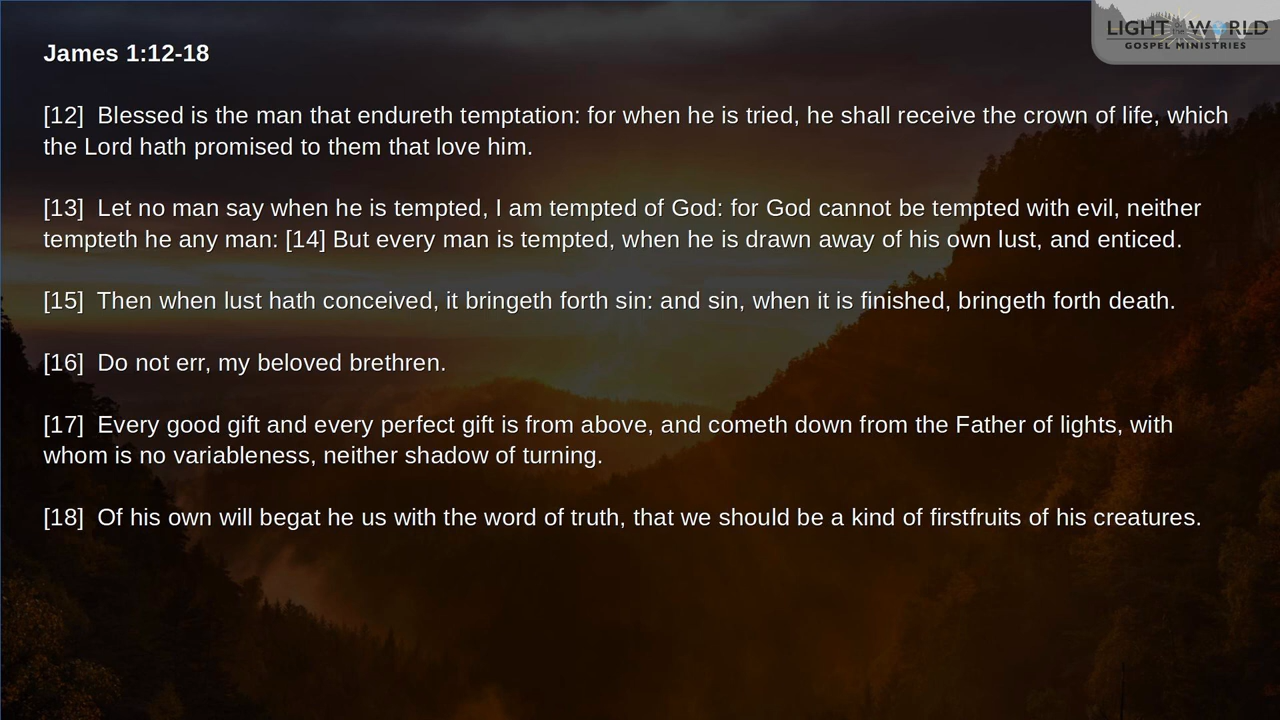 LIGHT of the WORLD
GOSPEL MINISTRIES
James 1:12-18
[12]  Blessed is the man that endureth temptation: for when he is tried, he shall receive the crown of life, which
the Lord hath promised to them that love him.
[13]  Let no man say when he is tempted, I am tempted of God: for God cannot be tempted with evil, neither
tempteth he any man: [14] But every man is tempted, when he is drawn away of his own lust, and enticed.
[15]  Then when lust hath conceived, it bringeth forth sin: and sin, when it is finished, bringeth forth death.
[16]  Do not err, my beloved brethren.
[17]  Every good gift and every perfect gift is from above, and cometh down from the Father of lights, with
whom is no variableness, neither shadow of turning.
[18]  Of his own will begat he us with the word of truth, that we should be a kind of firstfruits of his creatures.